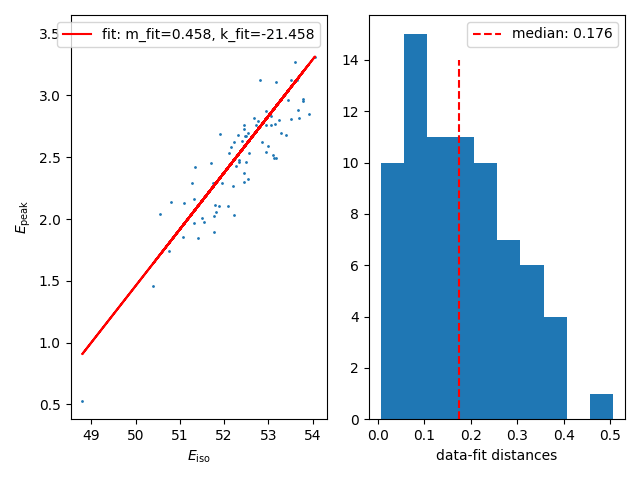 fit: m_fit=0.458, k_fit=-21.458
3.5
3.0
2.5
2.0
1.5
1.0
0.5
E_peak
49 50 51 52 53 54
E_iso
median: 0.176
14
12
10
8
6
4
2
0
0.0 0.1 0.2 0.3 0.4 0.5
data-fit distances